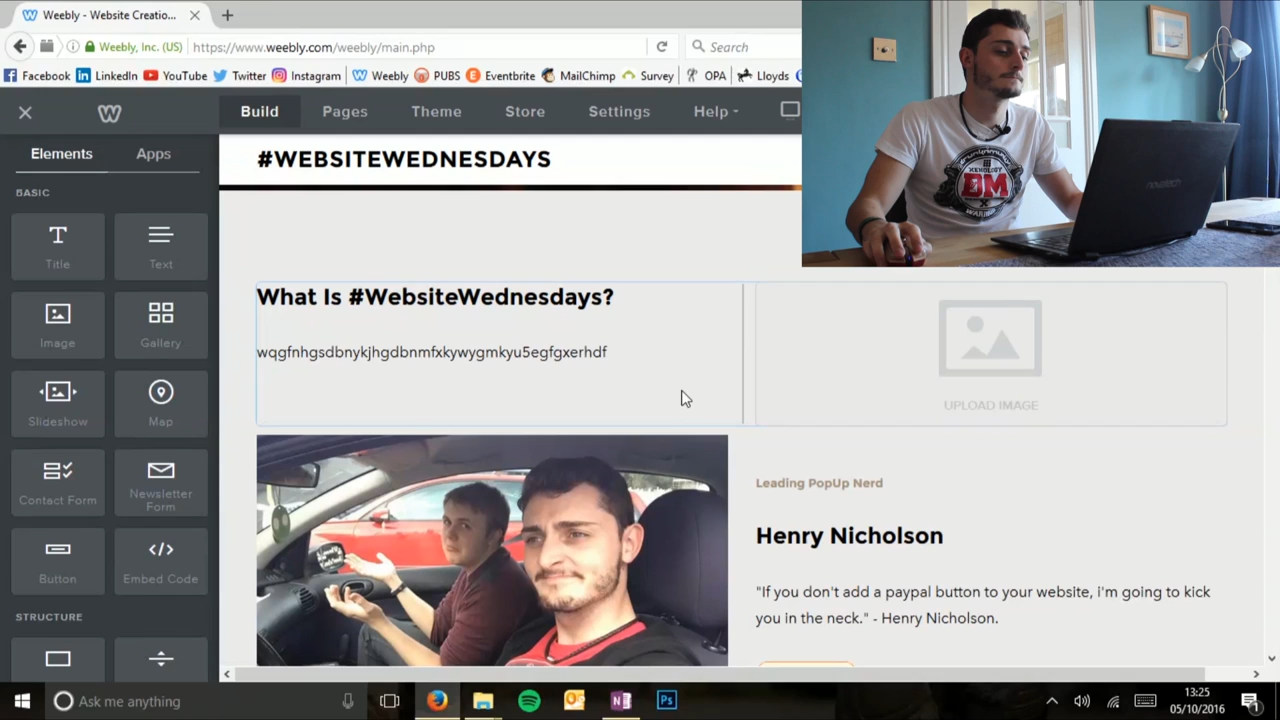 Weebly - Website Creatio...
Weebly, Inc. (US)
https://www.weebly.com/weebly/main.php
Search
Facebook LinkedIn YouTube Twitter Instagram Weebly PUBS Eventbrite MailChimp Survey OPA Lloyds
Build Pages Theme Store Settings Help
Elements Apps
BASIC
Title Text
Image Gallery
Slideshow Map
Contact Form Newsletter Form
Button Embed Code
STRUCTURE
#WEBSITEWEDNESDAYS
What Is #WebsiteWednesdays?
wqgfnhgsdbnykjhgdbnmfxkywygmkyu5egfgxerhdf
UPLOAD IMAGE
Leading PopUp Nerd
Henry Nicholson
"If you don't add a paypal button to your website, i'm going to kick
you in the neck." - Henry Nicholson.
XENOLOGY
DM
X
novatech
Ask me anything
13:25
05/10/2016